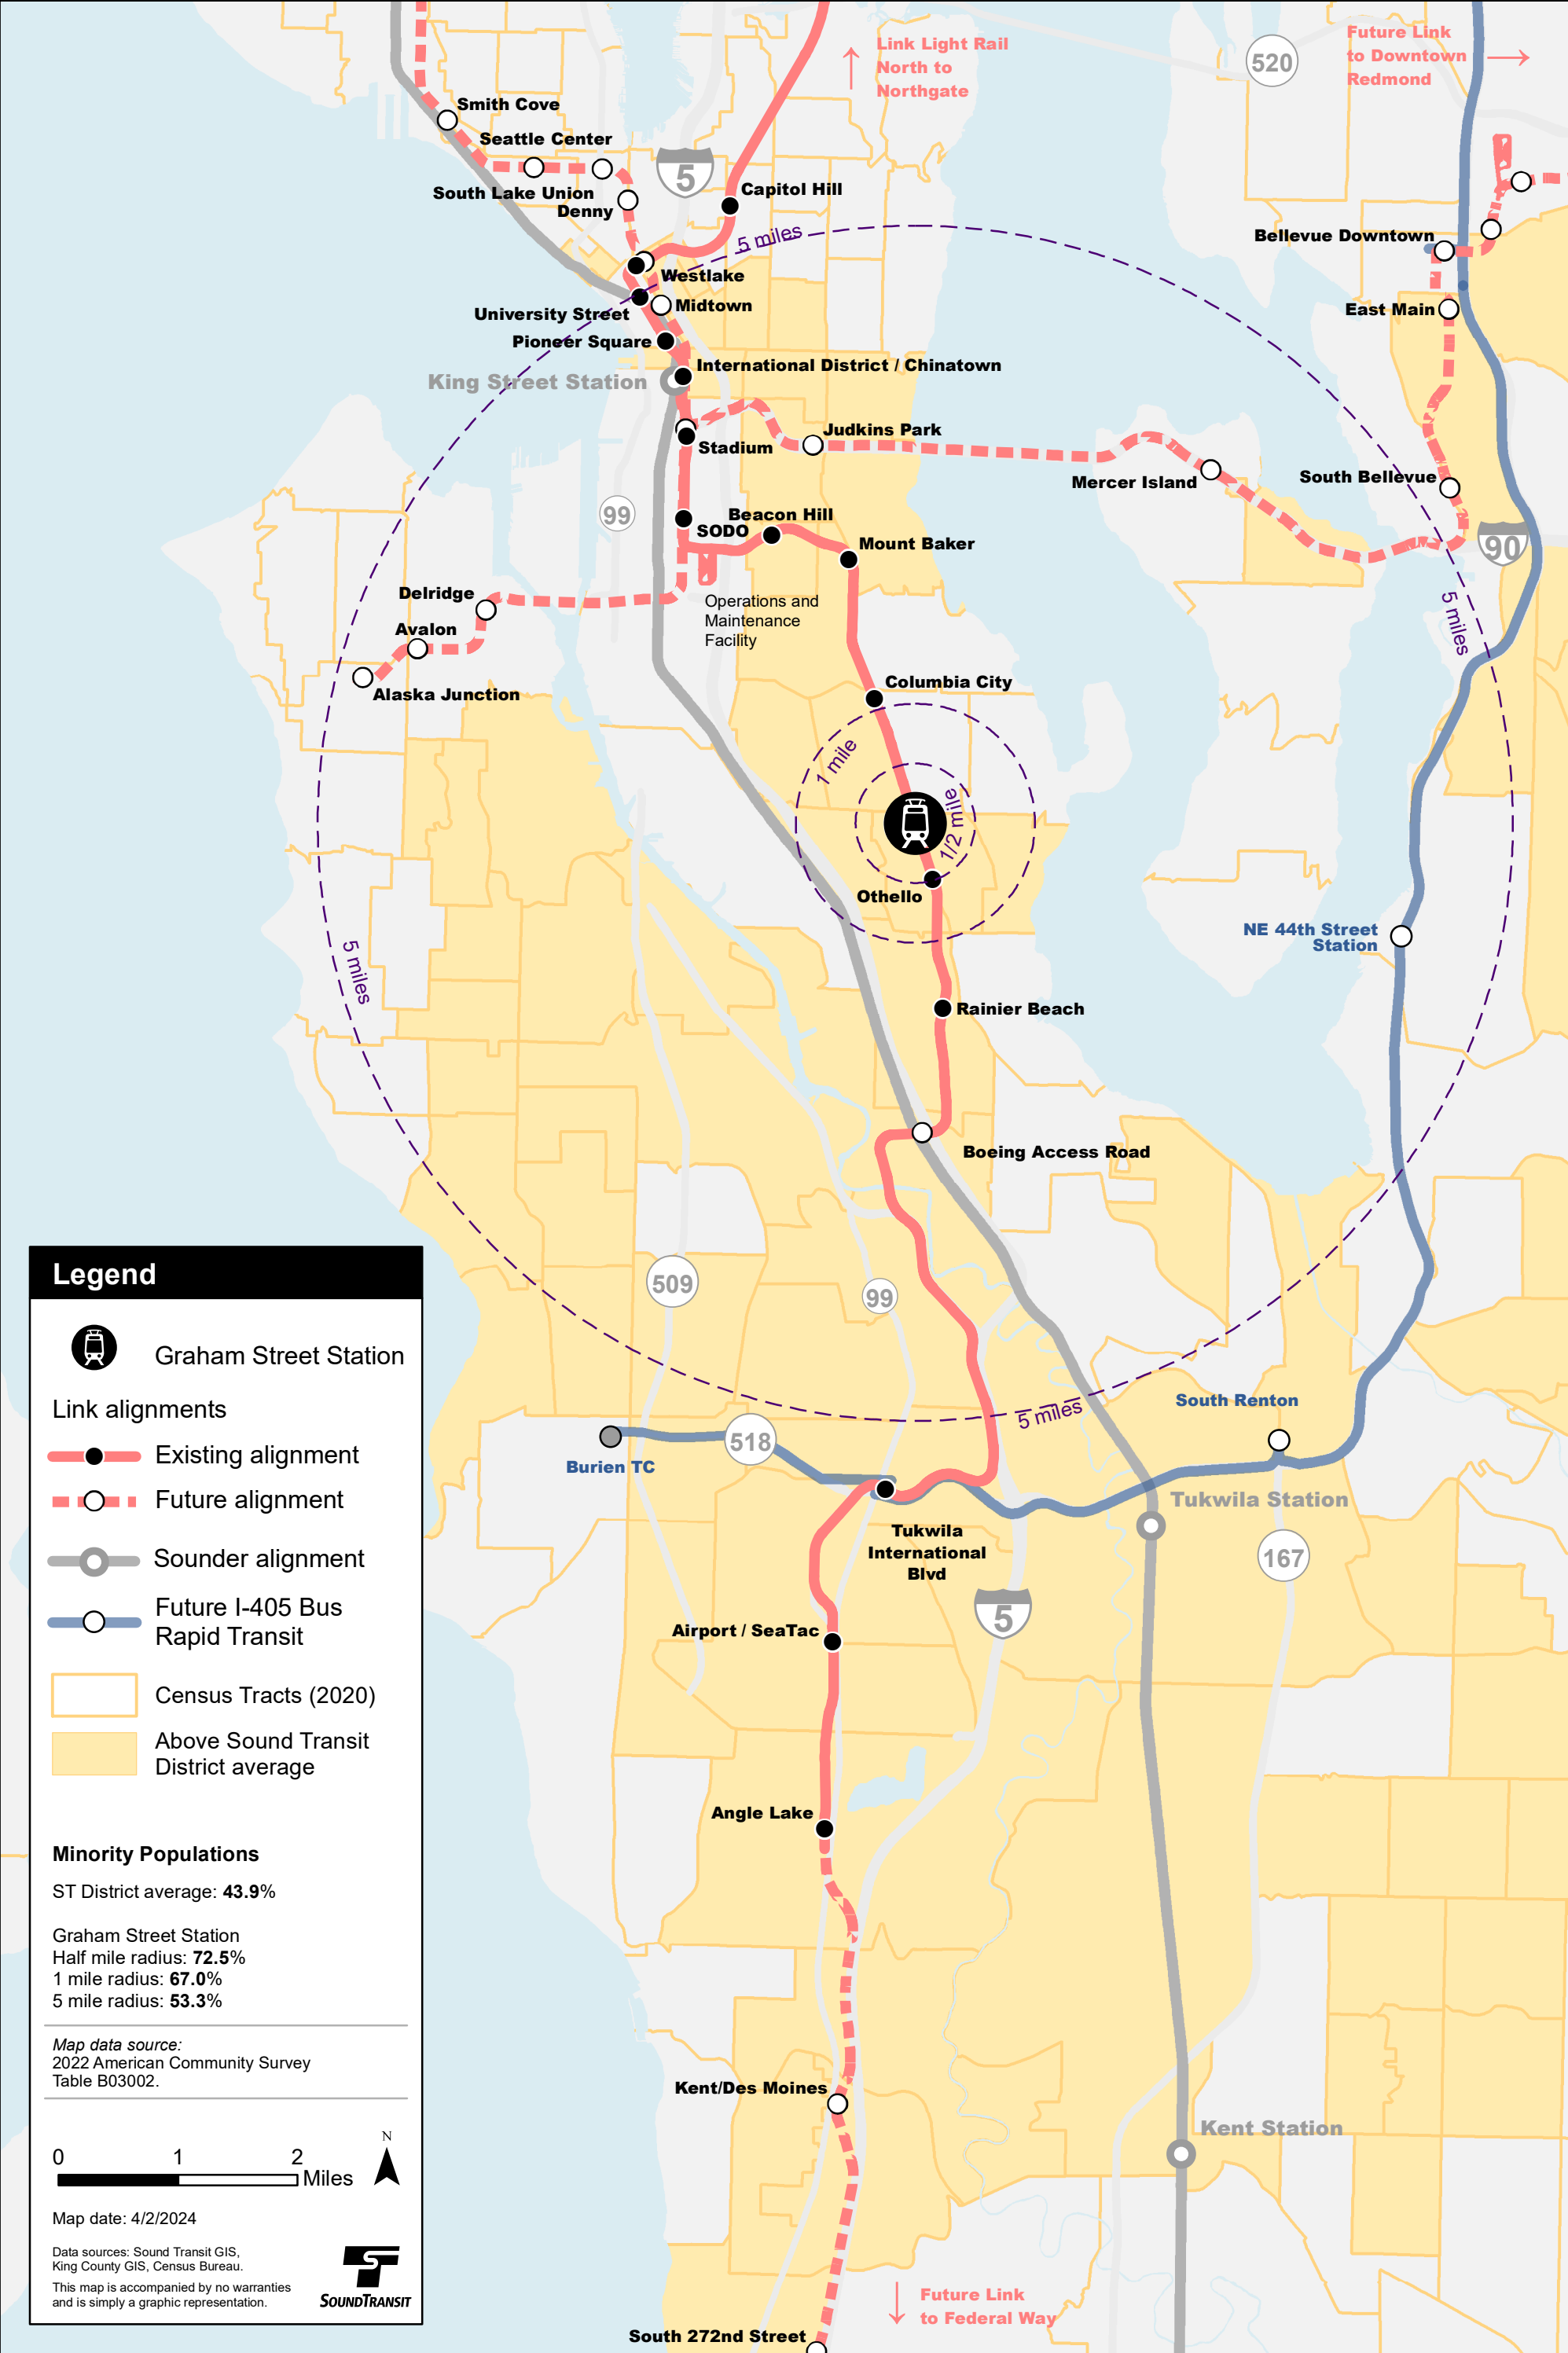 Link Light Rail
North to
Northgate
520
Future Link
to Downtown
Redmond
Smith Cove
Seattle Center
5
South Lake Union
Denny
Capitol Hill
5 miles
Bellevue Downtown
Westlake
University Street
Midtown
East Main
Pioneer Square
International District / Chinatown
King Street Station
Judkins Park
Stadium
Mercer Island
South Bellevue
99
Beacon Hill
SODO
Mount Baker
90
Delridge
Operations and
Maintenance
Facility
5 miles
Avalon
Alaska Junction
Columbia City
1 mile
1/2 mile
Othello
NE 44th Street
Station
5 miles
Rainier Beach
Boeing Access Road
509
99
5 miles
South Renton
518
Burien TC
Tukwila Station
Tukwila
International
Blvd
167
5
Airport / SeaTac
Angle Lake
Kent/Des Moines
Kent Station
Future Link
to Federal Way
South 272nd Street
Legend
Graham Street Station
Link alignments
Existing alignment
Future alignment
Sounder alignment
Future I-405 Bus
Rapid Transit
Census Tracts (2020)
Above Sound Transit
District average
Minority Populations
ST District average: 43.9%
Graham Street Station
Half mile radius: 72.5%
1 mile radius: 67.0%
5 mile radius: 53.3%
Map data source:
2022 American Community Survey
Table B03002.
N
0 1 2
Miles
Map date: 4/2/2024
Data sources: Sound Transit GIS,
King County GIS, Census Bureau.
This map is accompanied by no warranties
and is simply a graphic representation.
SOUNDTRANSIT